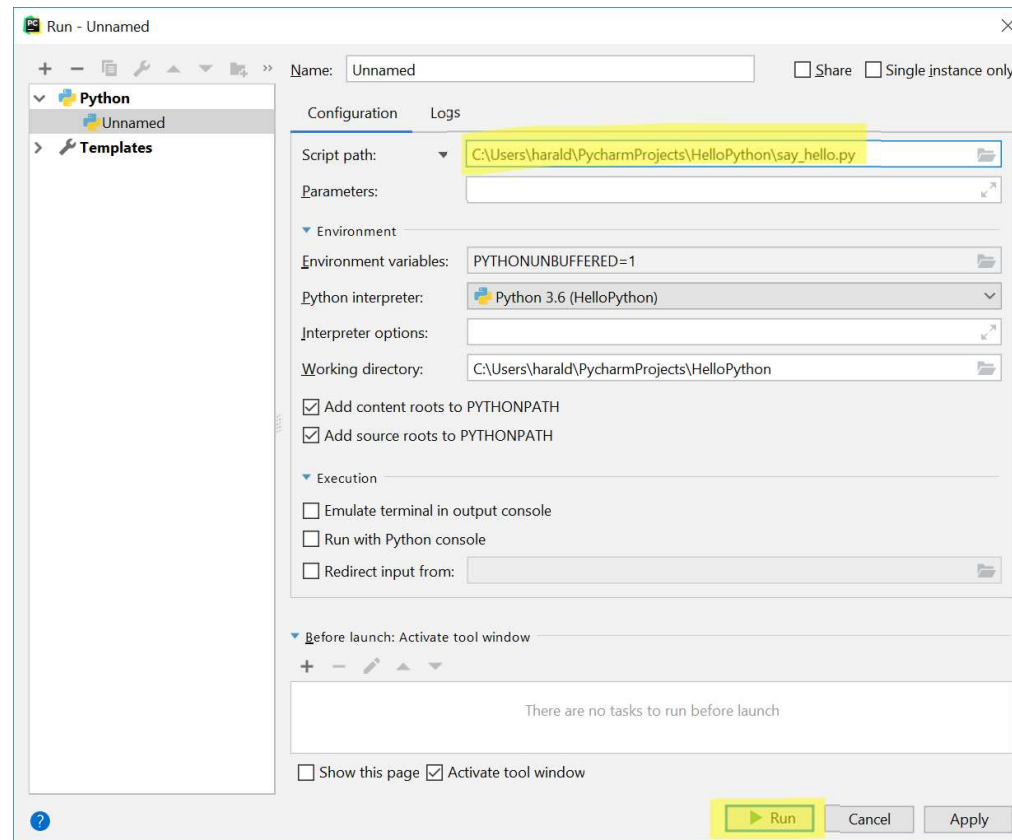 PC Run - Unnamed
Name: Unnamed Share Single instance only
Python
Unnamed
Templates
Configuration Logs
Script path: C:\Users\harald\PycharmProjects\HelloPython\say_hello.py
Parameters:
Environment
Environment variables: PYTHONUNBUFFERED=1
Python interpreter: Python 3.6 (HelloPython)
Interpreter options:
Working directory: C:\Users\harald\PycharmProjects\HelloPython
Add content roots to PYTHONPATH
Add source roots to PYTHONPATH
Execution
Emulate terminal in output console
Run with Python console
Redirect input from:
Before launch: Activate tool window
There are no tasks to run before launch
Show this page Activate tool window
? Run Cancel Apply